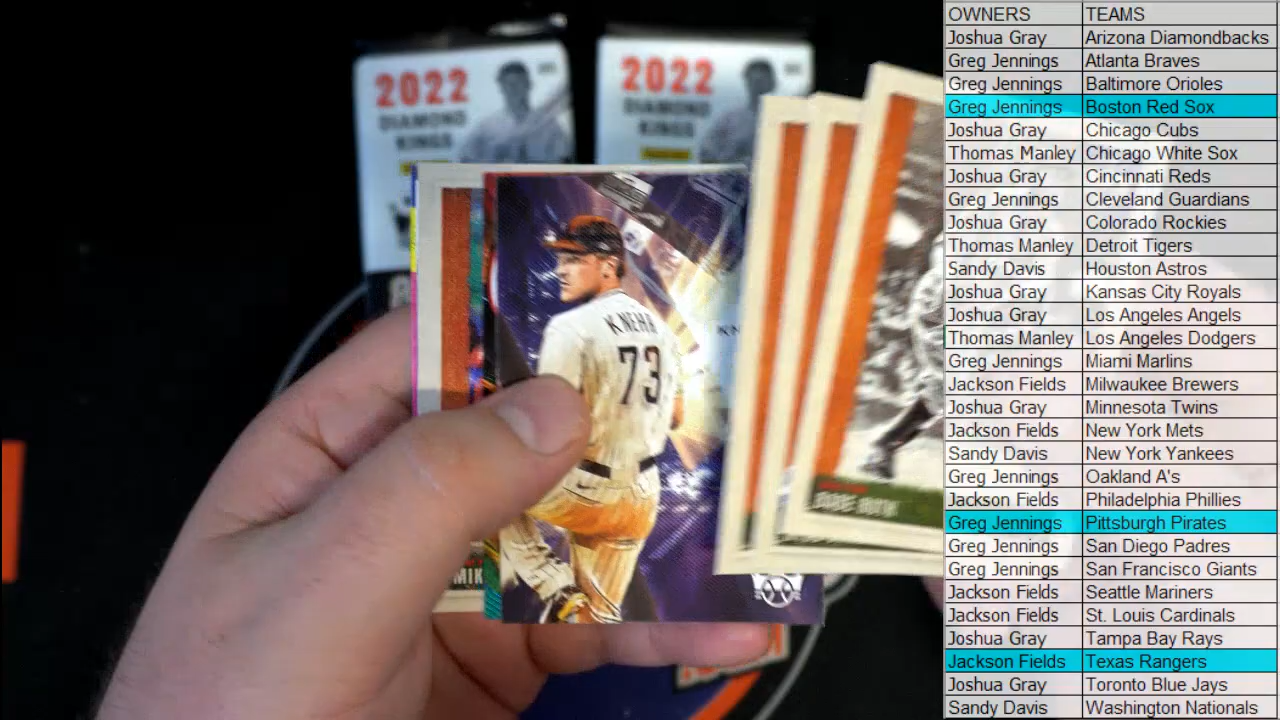 2022
DIAMOND
KINGS
2022
DIAMOND
KINGS
KNEHR
73
MIK
BABE RUTH
OWNERS TEAMS
Joshua Gray Arizona Diamondbacks
Greg Jennings Atlanta Braves
Greg Jennings Baltimore Orioles
Greg Jennings Boston Red Sox
Joshua Gray Chicago Cubs
Thomas Manley Chicago White Sox
Joshua Gray Cincinnati Reds
Greg Jennings Cleveland Guardians
Joshua Gray Colorado Rockies
Thomas Manley Detroit Tigers
Sandy Davis Houston Astros
Joshua Gray Kansas City Royals
Joshua Gray Los Angeles Angels
Thomas Manley Los Angeles Dodgers
Greg Jennings Miami Marlins
Jackson Fields Milwaukee Brewers
Joshua Gray Minnesota Twins
Jackson Fields New York Mets
Sandy Davis New York Yankees
Greg Jennings Oakland A's
Jackson Fields Philadelphia Phillies
Greg Jennings Pittsburgh Pirates
Greg Jennings San Diego Padres
Greg Jennings San Francisco Giants
Jackson Fields Seattle Mariners
Jackson Fields St. Louis Cardinals
Joshua Gray Tampa Bay Rays
Jackson Fields Texas Rangers
Joshua Gray Toronto Blue Jays
Sandy Davis Washington Nationals